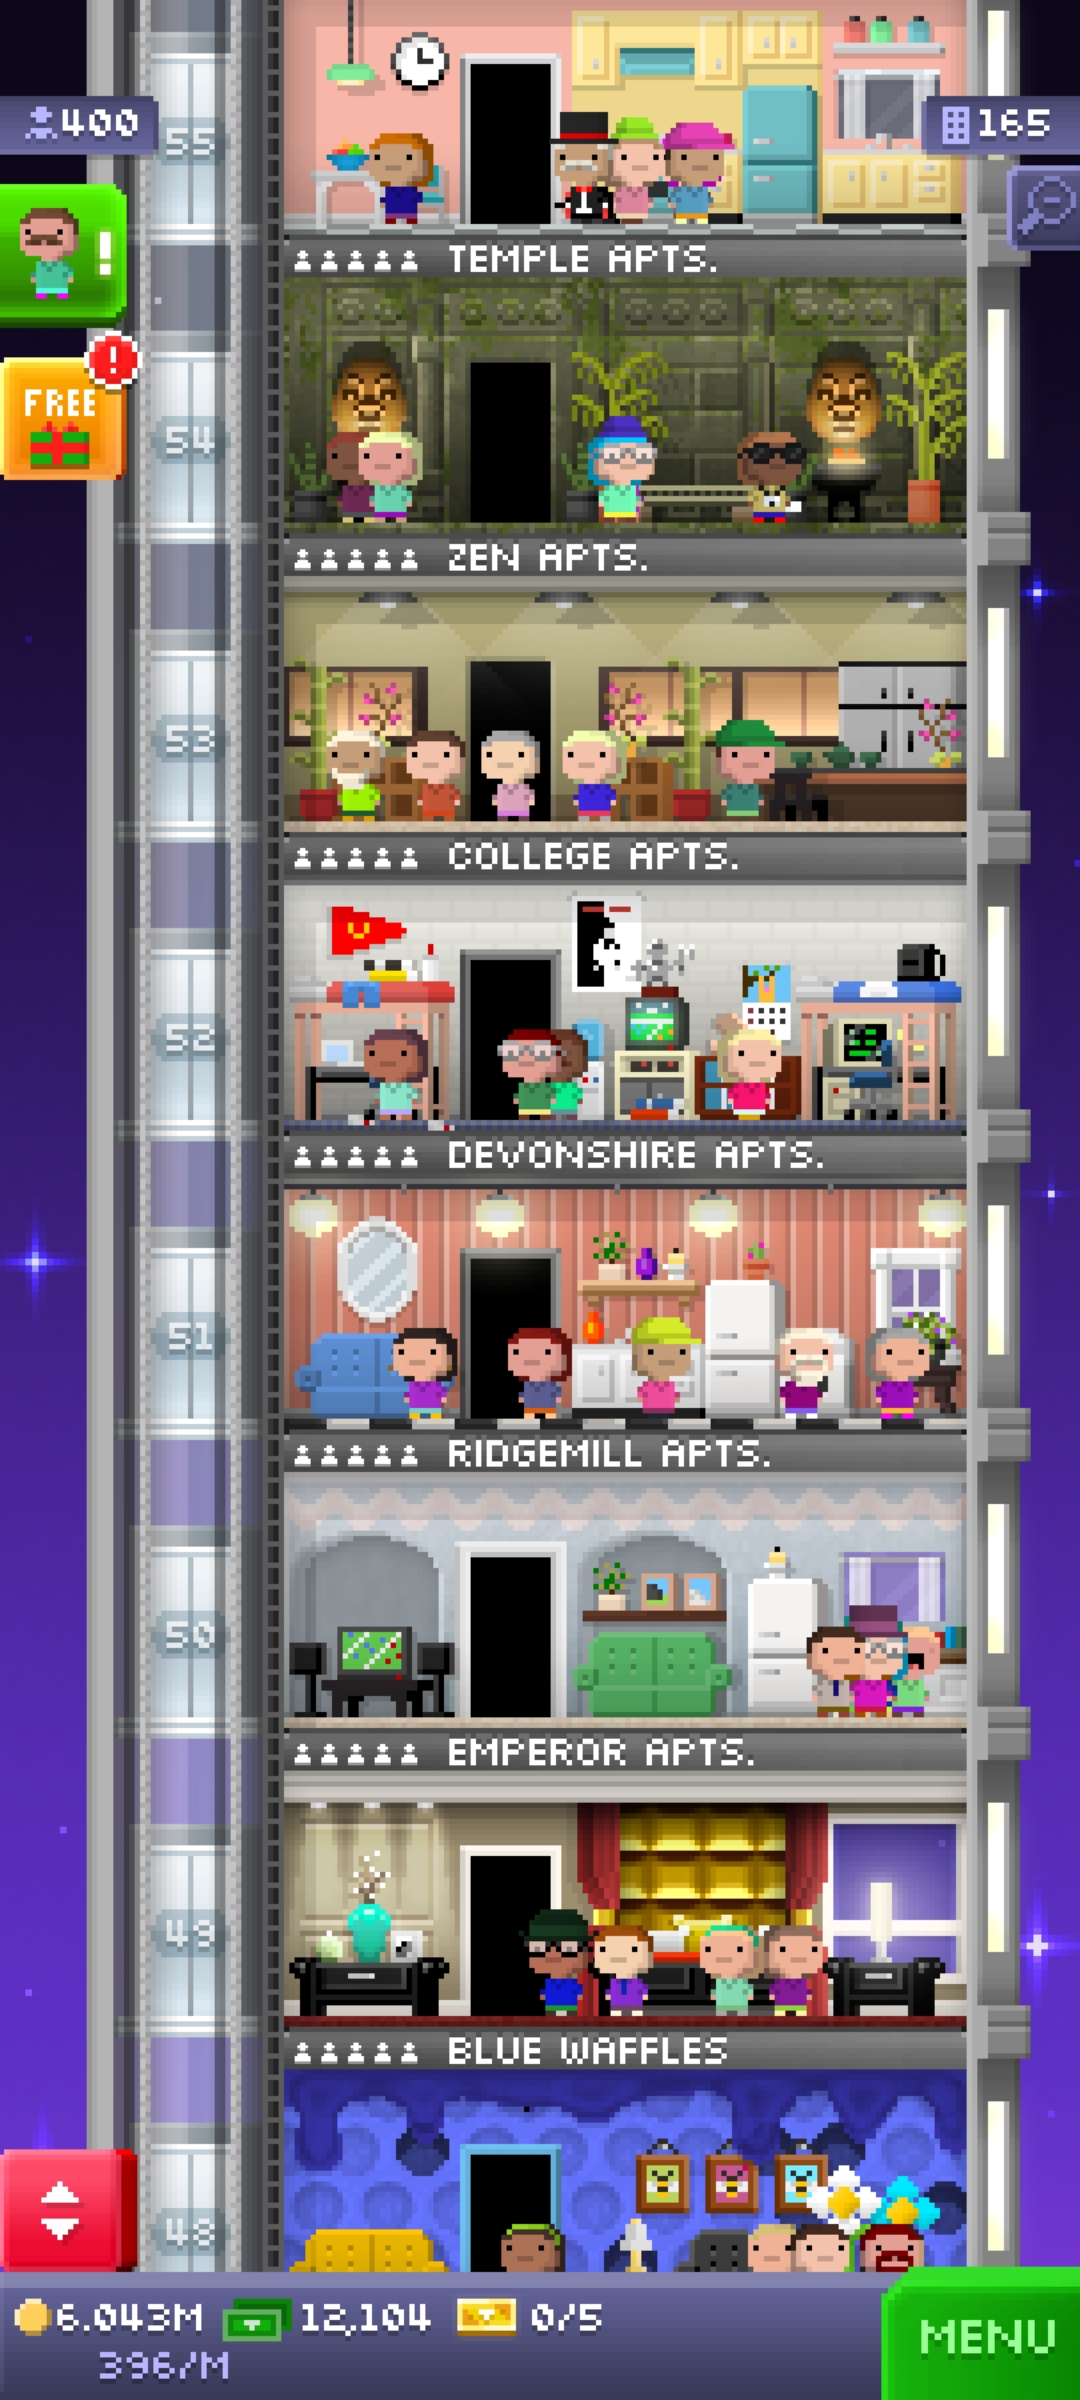 400
55
165
!
TEMPLE APTS.
!
FREE
54
ZEN APTS.
53
COLLEGE APTS.
52
DEVONSHIRE APTS.
51
RIDGEMILL APTS.
50
EMPEROR APTS.
49
BLUE WAFFLES
48
6.043M 12,104 0/5
396/M
MENU